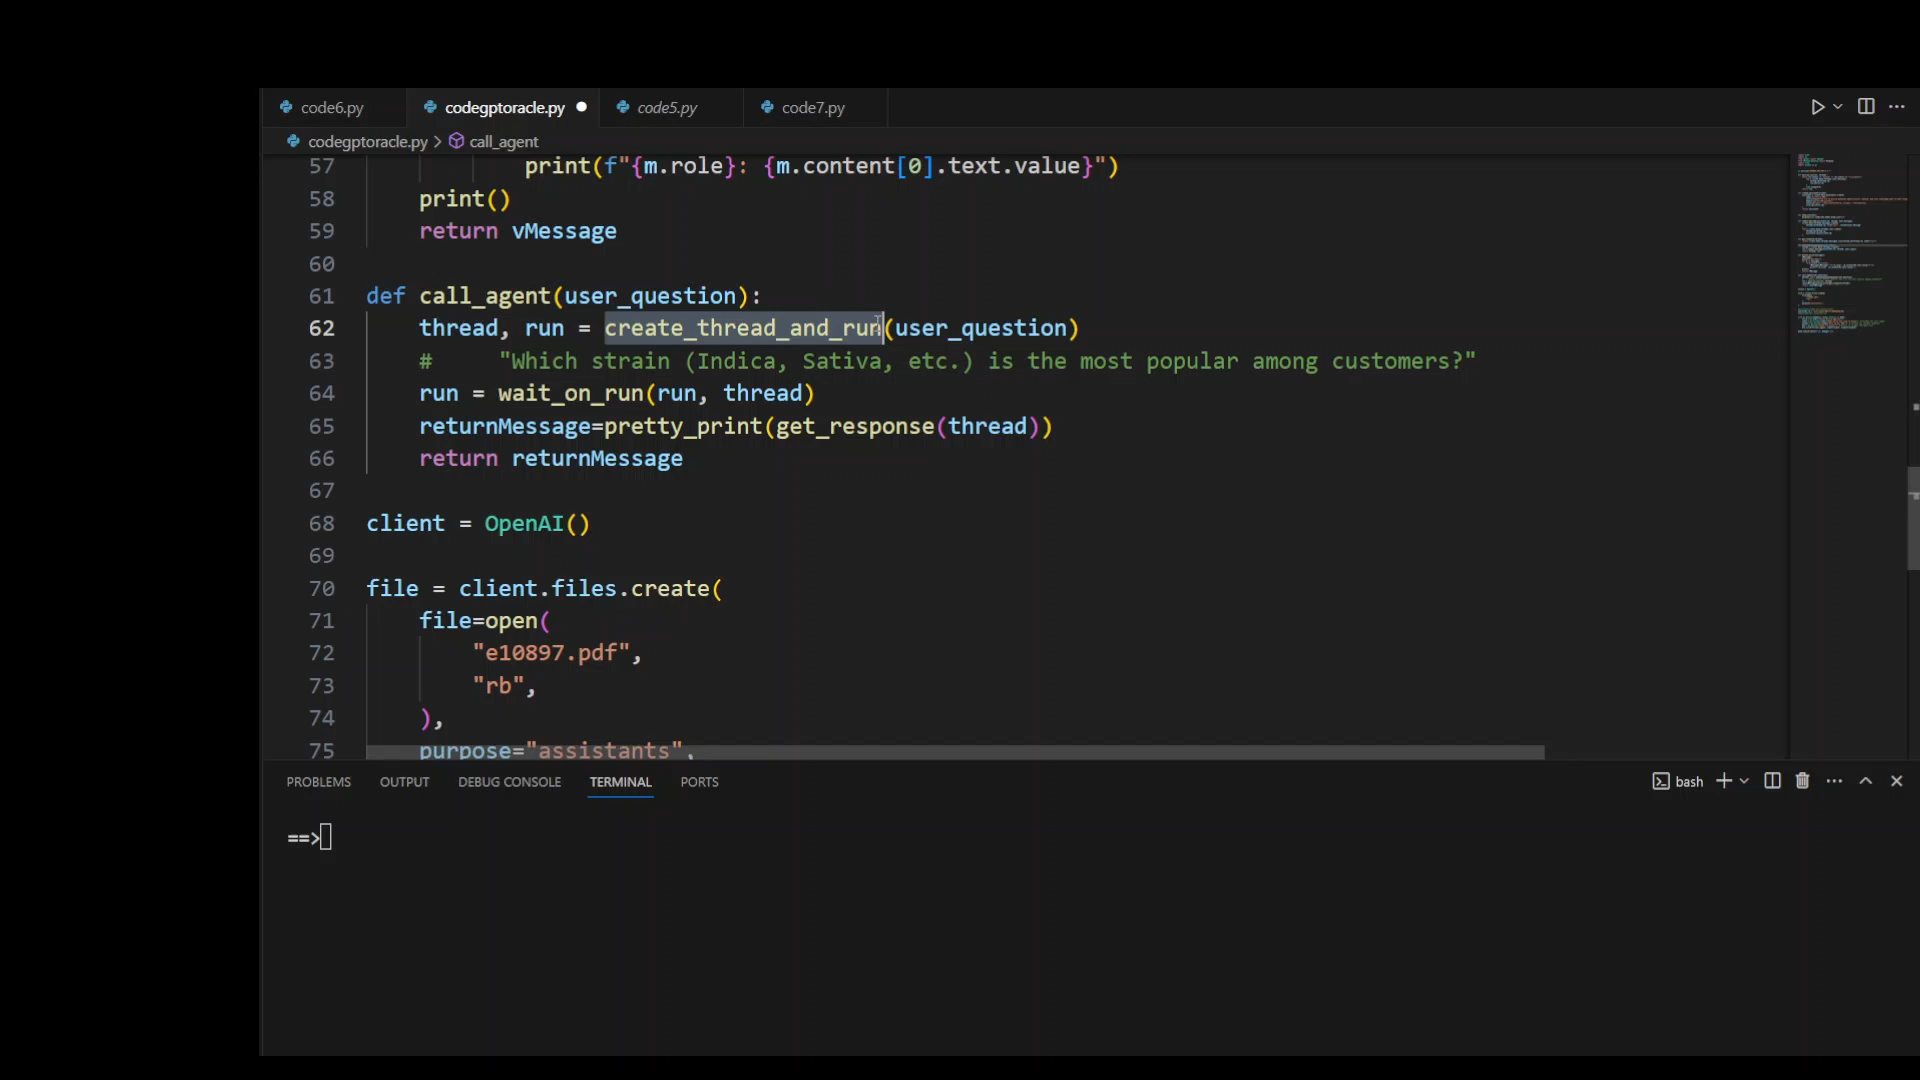 code6.py codegptoracle.py code5.py code7.py
codegptoracle.py > call_agent
57 print(f"{m.role}: {m.content[0].text.value}")
58 print()
59 return vMessage
60
61 def call_agent(user_question):
62 thread, run = create_thread_and_run(user_question)
63 # "Which strain (Indica, Sativa, etc.) is the most popular among customers?"
64 run = wait_on_run(run, thread)
65 returnMessage=pretty_print(get_response(thread))
66 return returnMessage
67
68 client = OpenAI()
69
70 file = client.files.create(
71 file=open(
72 "e10897.pdf",
73 "rb",
74 ),
75 purpose="assistants",
PROBLEMS OUTPUT DEBUG CONSOLE TERMINAL PORTS bash
==>